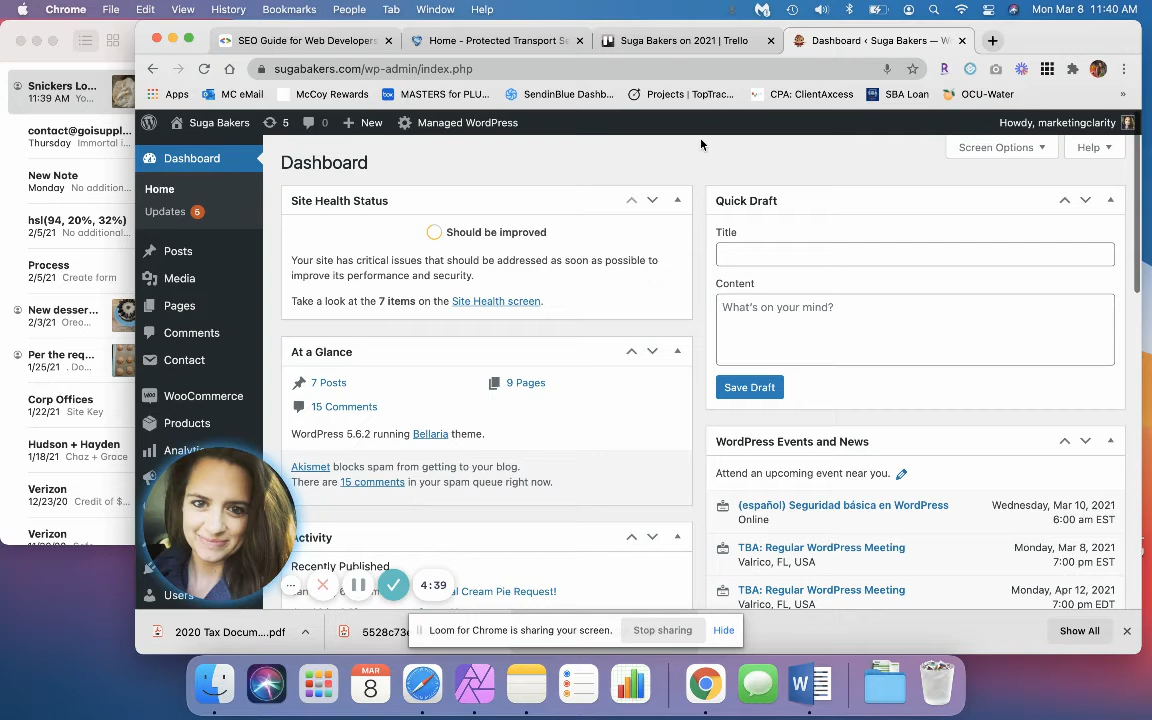 Chrome File Edit View History Bookmarks People Tab Window Help Mon Mar 8 11:40 AM
SEO Guide for Web Developers Home - Protected Transport Se Suga Bakers on 2021 | Trello Dashboard ‹ Suga Bakers — W
sugabakers.com/wp-admin/index.php
Apps MC eMail McCoy Rewards MASTERS for PLU... SendinBlue Dashb... Projects | TopTrac... CPA: ClientAxcess SBA Loan OCU-Water »
Suga Bakers 5 0 New Managed WordPress Howdy, marketingclarity
Snickers Lo...
11:39 AM Yo...
contact@goisuppl...
Thursday Immortal i...
New Note
Monday No addition...
hsl(94, 20%, 32%)
2/5/21 No additional...
Process
2/5/21 Create form
New desser...
2/3/21 Oreo...
Per the req...
1/25/21 . Do...
Corp Offices
1/22/21 Site Key
Hudson + Hayden
1/18/21 Chaz + Grace
Verizon
12/23/20 Credit of $...
Verizon
Dashboard
Home
Updates 5
Posts
Media
Pages
Comments
Contact
WooCommerce
Products
Users
Screen Options Help
Dashboard
Site Health Status
Should be improved
Your site has critical issues that should be addressed as soon as possible to
improve its performance and security.
Take a look at the 7 items on the Site Health screen.
At a Glance
7 Posts 9 Pages
15 Comments
WordPress 5.6.2 running Bellaria theme.
Akismet blocks spam from getting to your blog.
There are 15 comments in your spam queue right now.
Activity
Recently Published
al Cream Pie Request!
Quick Draft
Title
Content
What's on your mind?
Save Draft
WordPress Events and News
Attend an upcoming event near you.
(español) Seguridad básica en WordPress Wednesday, Mar 10, 2021
Online 6:00 am EST
TBA: Regular WordPress Meeting Monday, Mar 8, 2021
Valrico, FL, USA 7:00 pm EST
TBA: Regular WordPress Meeting Monday, Apr 12, 2021
Valrico, FL, USA 7:00 pm EDT
4:39
2020 Tax Docum....pdf 5528c73e Loom for Chrome is sharing your screen. Stop sharing Hide Show All
MAR
8
W